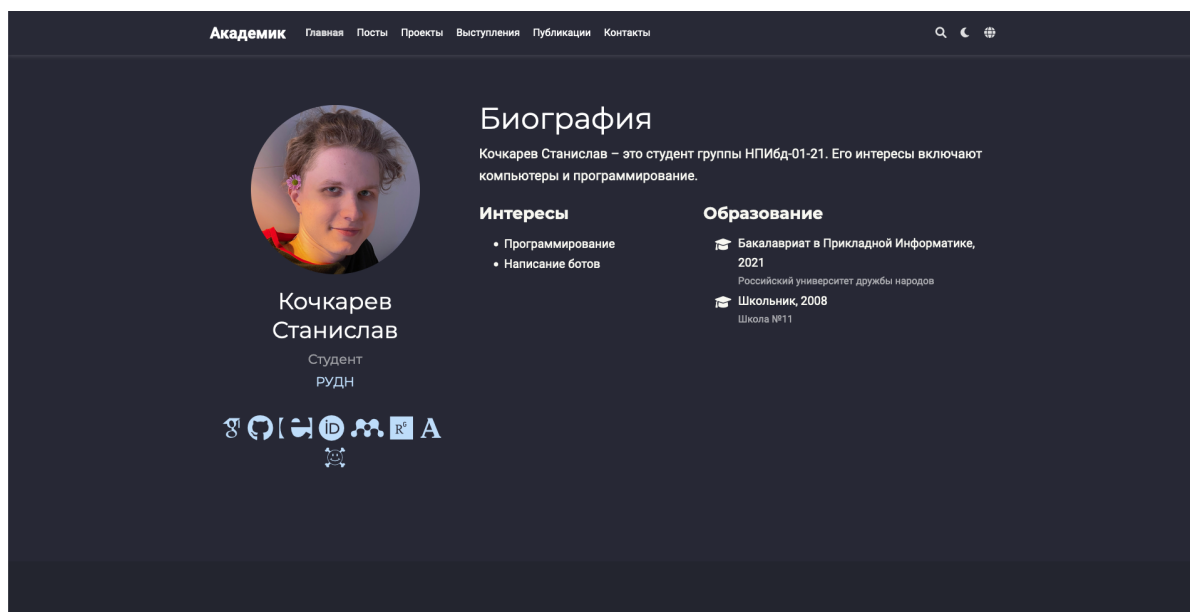 Академик Главная Посты Проекты Выступления Публикации Контакты
Кочкарев
Станислав
Студент
РУДН
iD RG A
Биография
Кочкарев Станислав – это студент группы НПИбд-01-21. Его интересы включают
компьютеры и программирование.
Интересы
• Программирование
• Написание ботов
Образование
Бакалавриат в Прикладной Информатике,
2021
Российский университет дружбы народов
Школьник, 2008
Школа №11